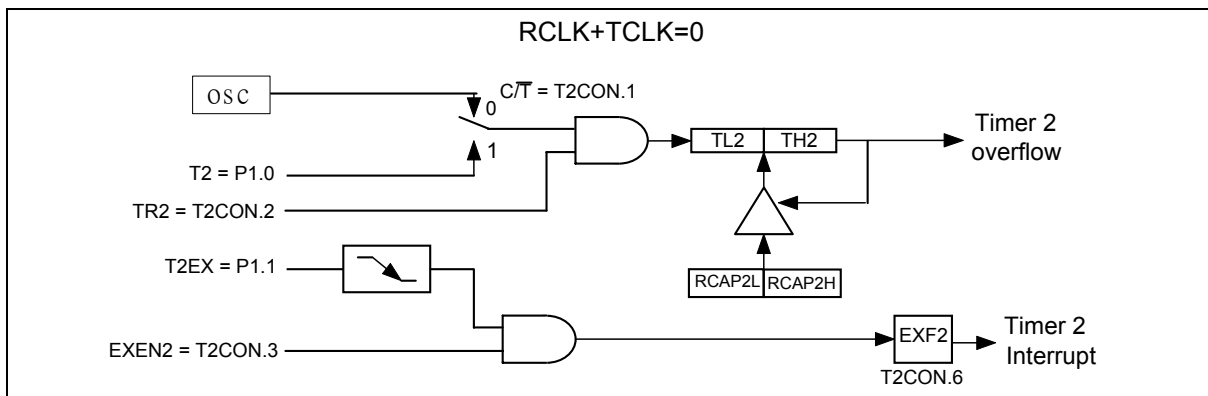 RCLK+TCLK=0
OSC
C/T̅ = T2CON.1
0
1
T2 = P1.0
TR2 = T2CON.2
TL2
TH2
Timer 2
overflow
T2EX = P1.1
RCAP2L
RCAP2H
EXEN2 = T2CON.3
EXF2
Timer 2
Interrupt
T2CON.6